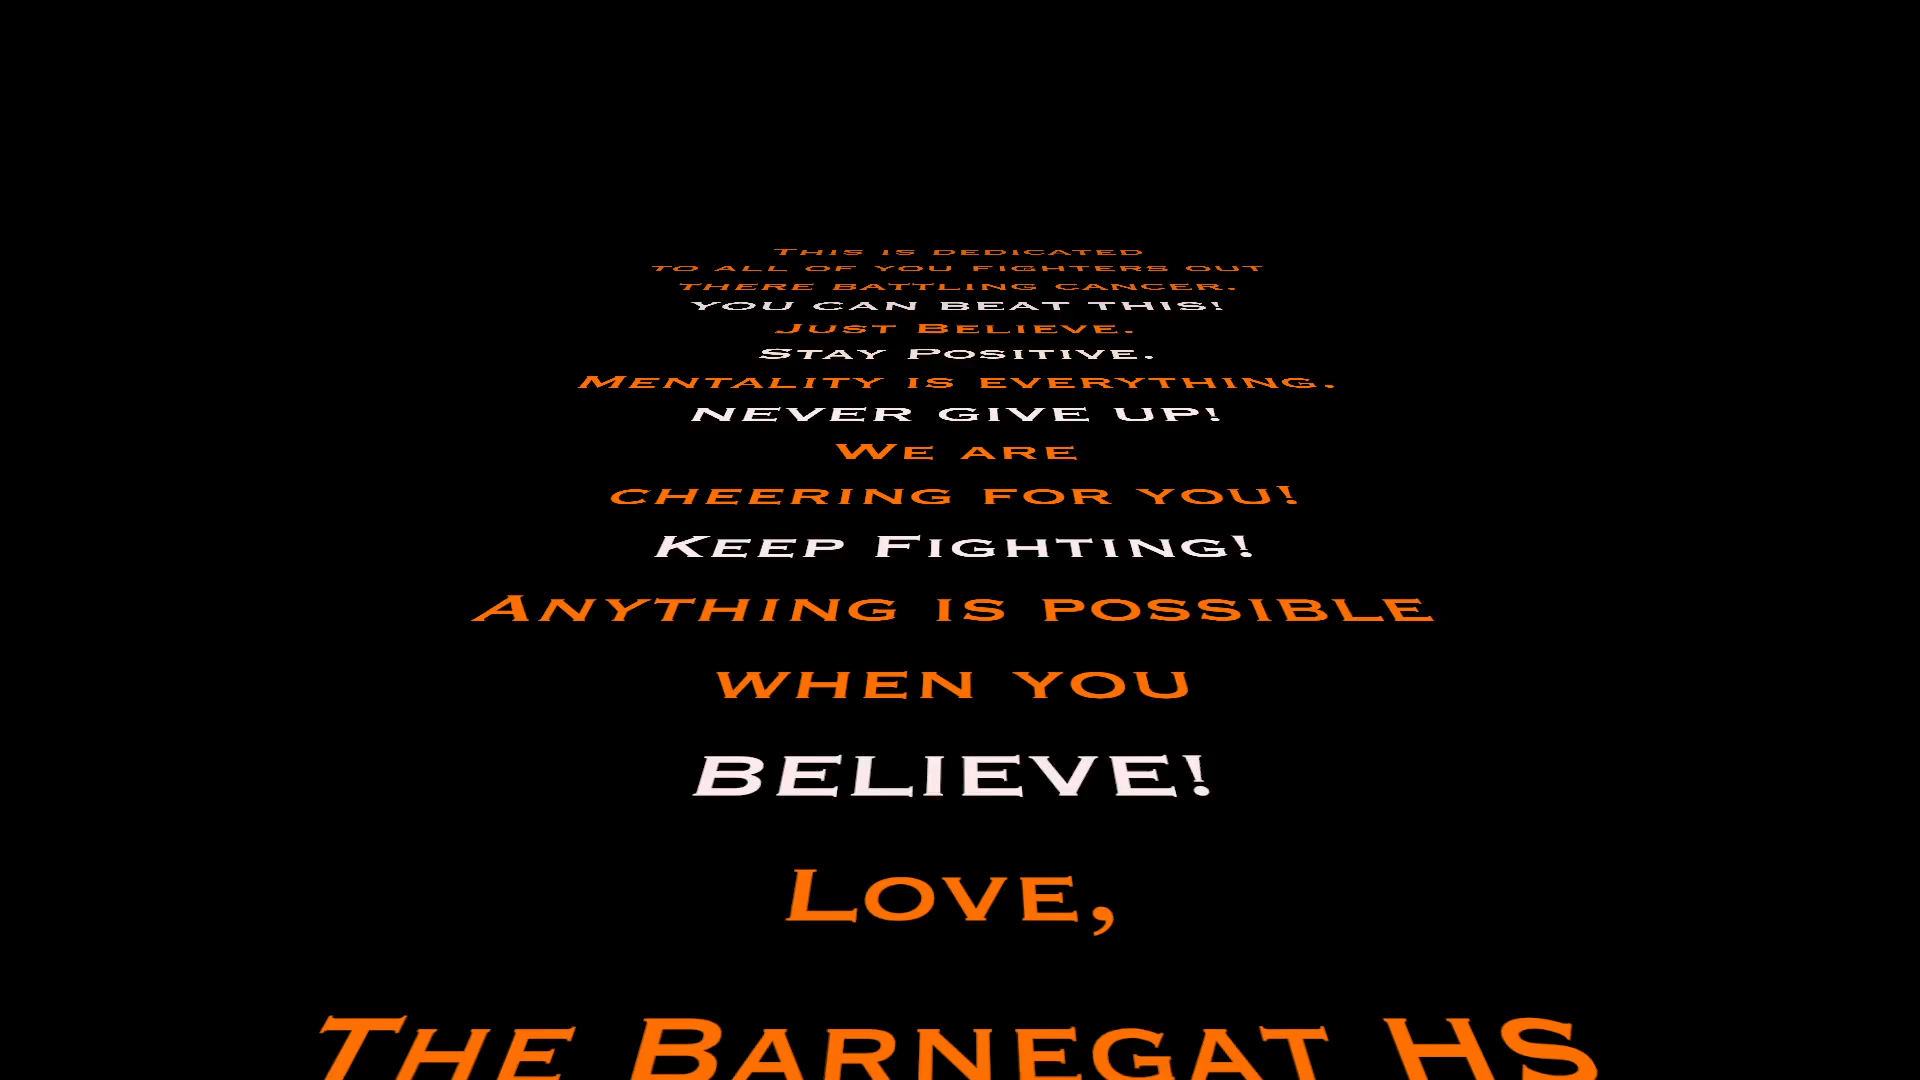 This is dedicated
to all of you fighters out
there battling cancer.
YOU CAN BEAT THIS!
Just Believe.
Stay Positive.
Mentality is everything.
NEVER GIVE UP!
We are
cheering for you!
Keep Fighting!
Anything is possible
when you
BELIEVE!
Love,
The Barnegat HS